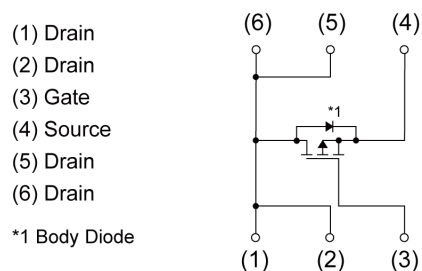 (1) Drain
(2) Drain
(3) Gate
(4) Source
(5) Drain
(6) Drain
*1 Body Diode
(6) (5) (4)
*1
(1) (2) (3)